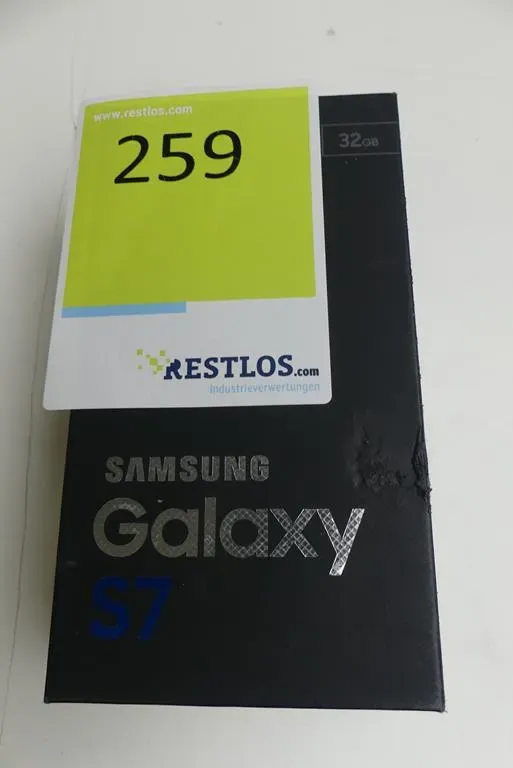 www.restlos.com
259
32GB
RESTLOS.com
Industrieverwertungen
SAMSUNG
Galaxy
S7